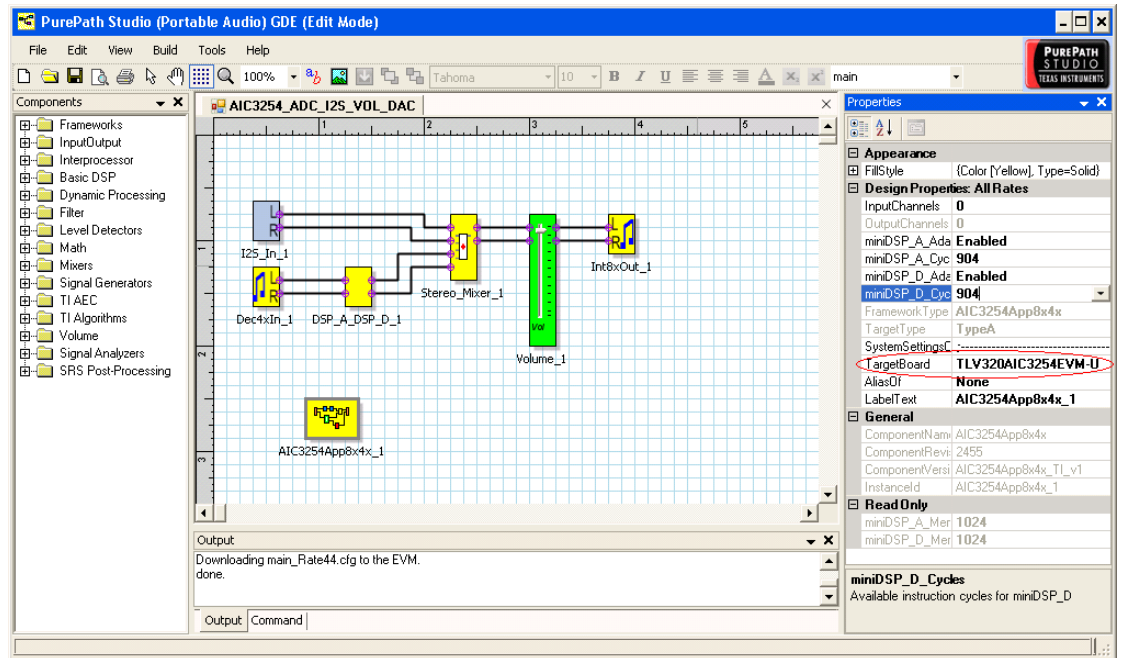 PurePath Studio (Portable Audio) GDE (Edit Mode)
File Edit View Build Tools Help
PUREPATH
STUDIO
TEXAS INSTRUMENTS
100% Tahoma 10 B I U A main
Components
Frameworks
InputOutput
Interprocessor
Basic DSP
Dynamic Processing
Filter
Level Detectors
Math
Mixers
Signal Generators
TI AEC
TI Algorithms
Volume
Signal Analyzers
SRS Post-Processing
AIC3254_ADC_I2S_VOL_DAC
1 2 3 4 5
1
2
3
L
R
I2S_In_1
L
R
Dec4xIn_1
DSP_A_DSP_D_1
Stereo_Mixer_1
Vol
Volume_1
L
R
Int8xOut_1
AIC3254App8x4x_1
Output
Downloading main_Rate44.cfg to the EVM.
done.
Output Command
Properties
Appearance
FillStyle {Color [Yellow], Type=Solid}
Design Properties: All Rates
InputChannels 0
OutputChannels 0
miniDSP_A_Ada Enabled
miniDSP_A_Cyc 904
miniDSP_D_Ada Enabled
miniDSP_D_Cyc 904
FrameworkType AIC3254App8x4x
TargetType TypeA
SystemSettingsC
TargetBoard TLV320AIC3254EVM-U
AliasOf None
LabelText AIC3254App8x4x_1
General
ComponentName AIC3254App8x4x
ComponentRevi 2455
ComponentVersi AIC3254App8x4x_TI_v1
InstanceId AIC3254App8x4x_1
Read Only
miniDSP_A_Mer 1024
miniDSP_D_Mer 1024
miniDSP_D_Cycles
Available instruction cycles for miniDSP_D